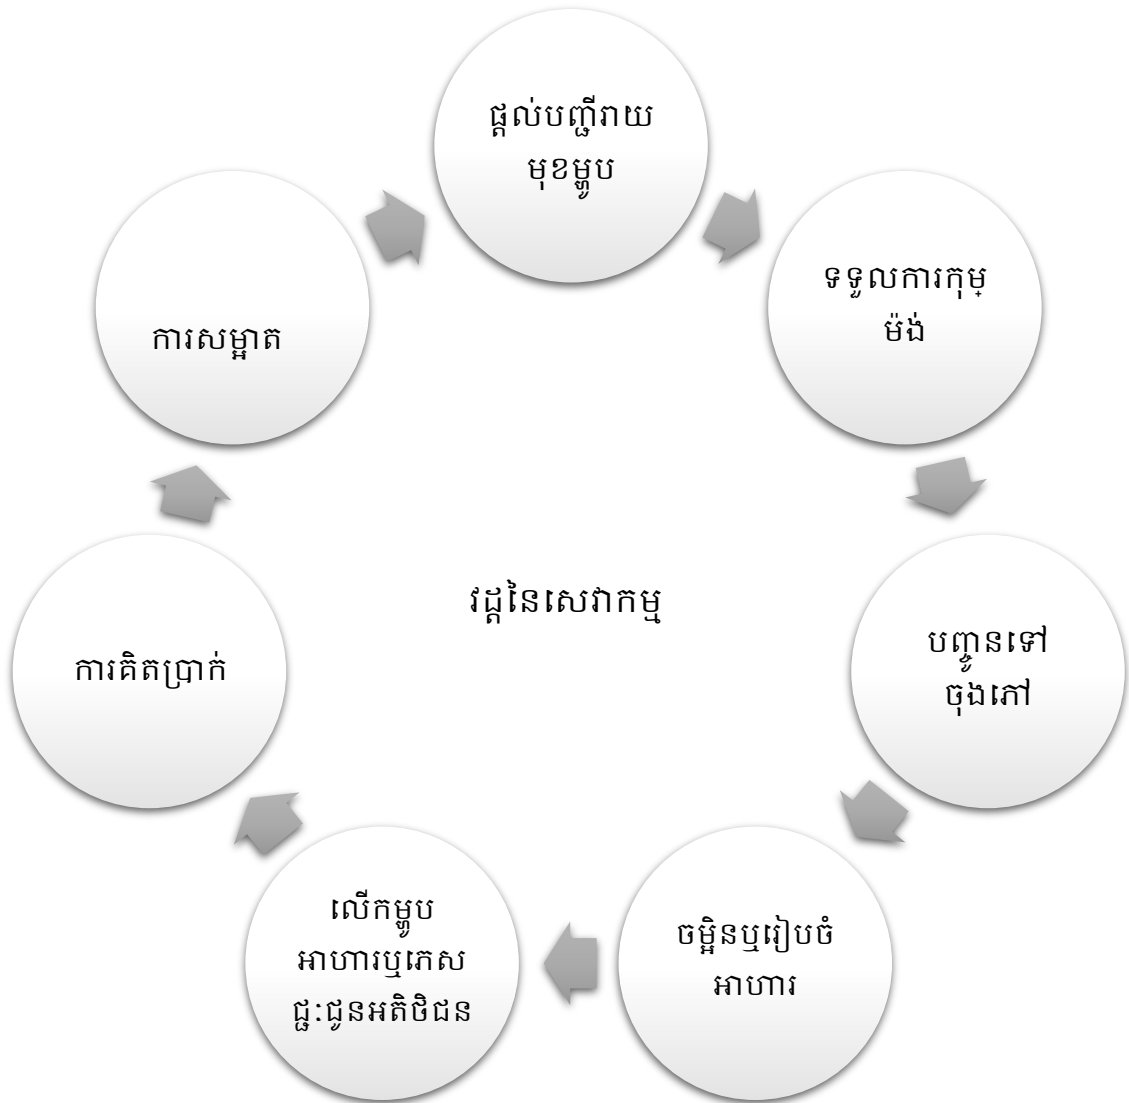 ផ្តល់បញ្ជីរាយ
មុខម្ហូប
ទទួលការកុម្
ម៉ង់
បញ្ជូនទៅ
ចុងភៅ
ចម្អិនឬរៀបចំ
អាហារ
លើកម្ហូប
អាហារឬភេស
ជ្ជៈជូនអតិថិជន
ការគិតប្រាក់
ការសម្អាត
វដ្តនៃសេវាកម្ម